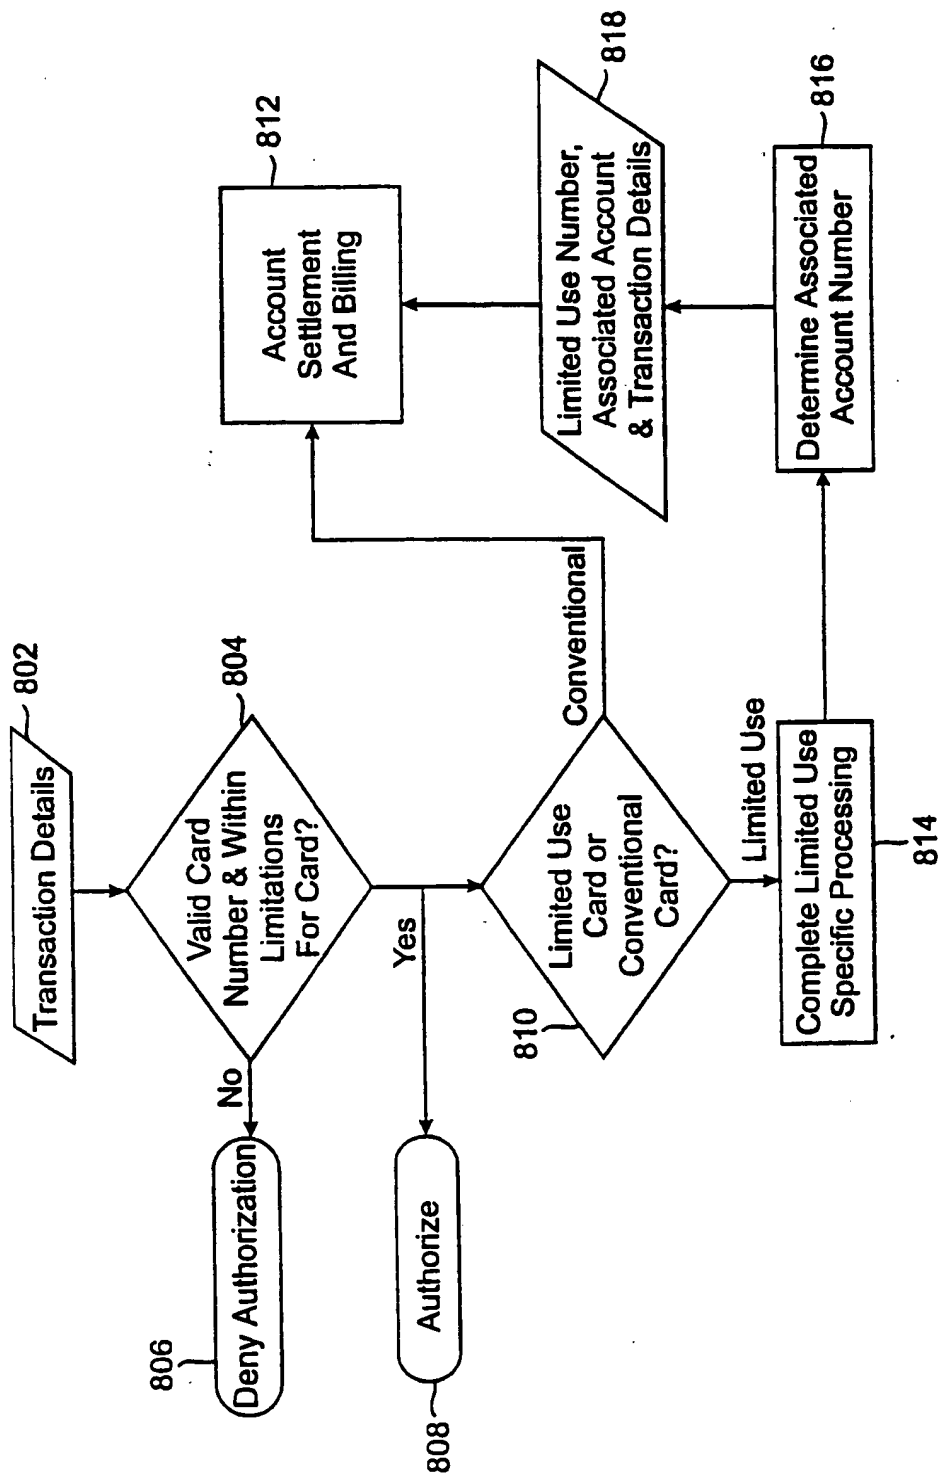 802
Transaction Details
804
Valid Card
Number & Within
Limitations
For Card?
No
806
Deny Authorization
Yes
808
Authorize
810
Limited Use
Card or
Conventional
Card?
Conventional
812
Account
Settlement
And Billing
Limited Use
Complete Limited Use
Specific Processing
814
Determine Associated
Account Number
816
Limited Use Number,
Associated Account
& Transaction Details
818